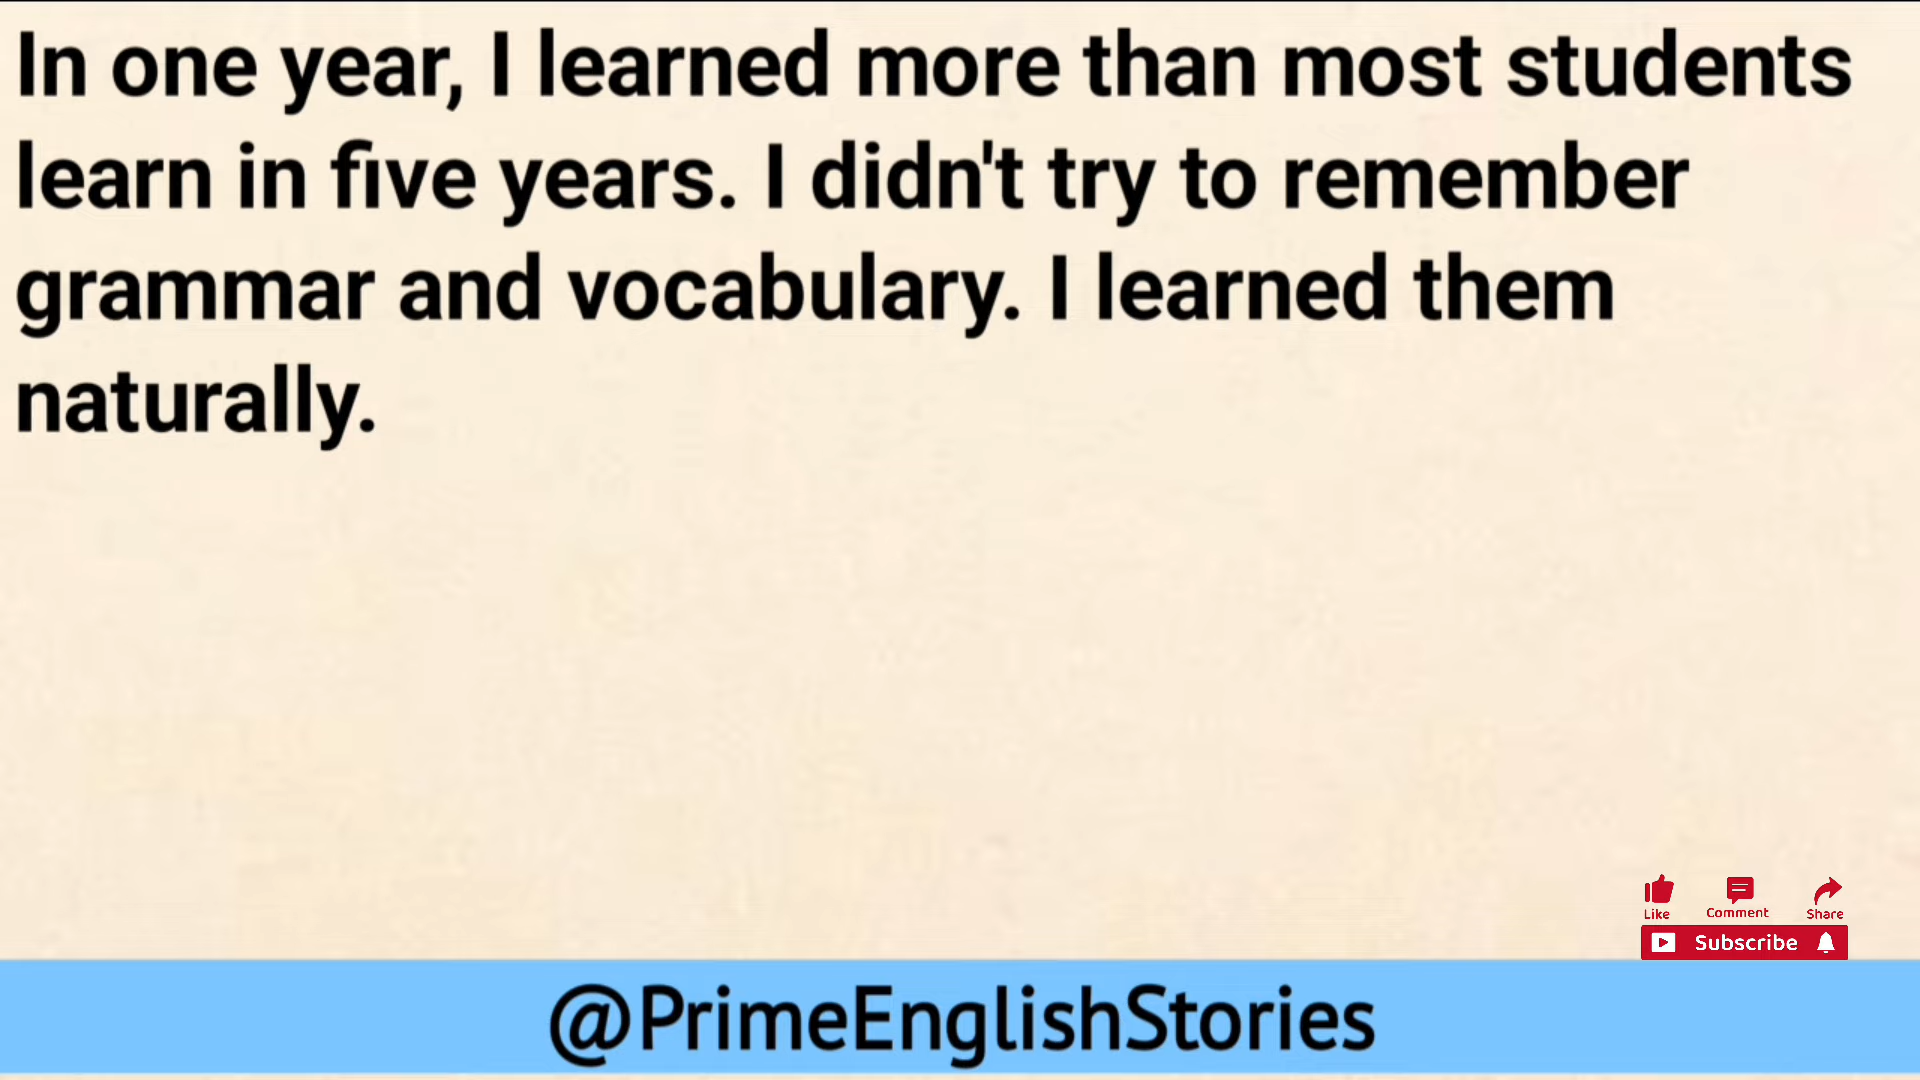 In one year, I learned more than most students
learn in five years. I didn't try to remember
grammar and vocabulary. I learned them
naturally.
Like Comment Share
Subscribe
@PrimeEnglishStories